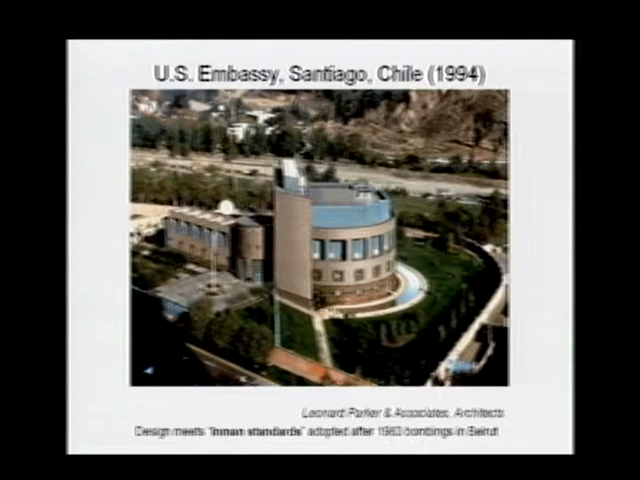 U.S. Embassy, Santiago, Chile (1994)
Leonard Parker & Associates, Architects
Design meets "Inman standards" adopted after 1983 bombings in Beirut